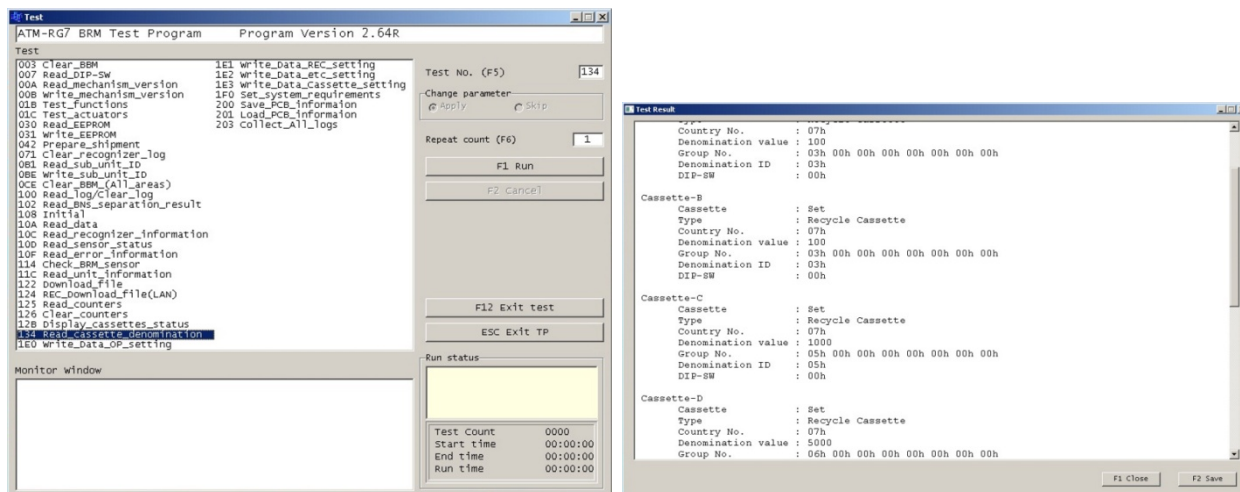 Test
ATM-RG7 BRM Test Program Program Version 2.64R
Test
003 Clear_BBM
007 Read_DIP-SW
00A Read_mechanism_version
00B Write_mechanism_version
01B Test_functions
01C Test_actuators
030 Read_EEPROM
031 Write_EEPROM
042 Prepare_shipment
071 Clear_recognizer_log
0B1 Read_sub_unit_ID
0BE Write_sub_unit_ID
0CE Clear_BBM_(All_areas)
100 Read_log/Clear_log
102 Read_BNS_separation_result
108 Initial
10A Read_data
10C Read_recognizer_information
10D Read_sensor_status
10F Read_error_information
114 Check_BRM_sensor
11C Read_unit_information
122 Download_file
124 REC_Download_file(LAN)
125 Read_counters
126 Clear_counters
12B Display_cassettes_status
134 Read_cassette_denomination
1E0 Write_Data_OP_setting
1E1 Write_Data_REC_setting
1E2 Write_Data_etc_setting
1E3 Write_Data_Cassette_setting
1F0 Set_system_requirements
200 Save_PCB_informaion
201 Load_PCB_informaion
203 Collect_All_logs
Test No. (F5) 134
Change parameter
Apply Skip
Repeat count (F6) 1
F1 Run
F2 Cancel
F12 Exit test
ESC Exit TP
Run status
Test Count 0000
Start time 00:00:00
End time 00:00:00
Run time 00:00:00
Monitor Window
Test Result
Country No. : 07h
Denomination value : 100
Group No. : 03h 00h 00h 00h 00h 00h 00h 00h
Denomination ID : 03h
DIP-SW : 00h
Cassette-B
Cassette : Set
Type : Recycle Cassette
Country No. : 07h
Denomination value : 100
Group No. : 03h 00h 00h 00h 00h 00h 00h 00h
Denomination ID : 03h
DIP-SW : 00h
Cassette-C
Cassette : Set
Type : Recycle Cassette
Country No. : 07h
Denomination value : 1000
Group No. : 05h 00h 00h 00h 00h 00h 00h 00h
Denomination ID : 05h
DIP-SW : 00h
Cassette-D
Cassette : Set
Type : Recycle Cassette
Country No. : 07h
Denomination value : 5000
Group No. : 06h 00h 00h 00h 00h 00h 00h 00h
F1 Close F2 Save